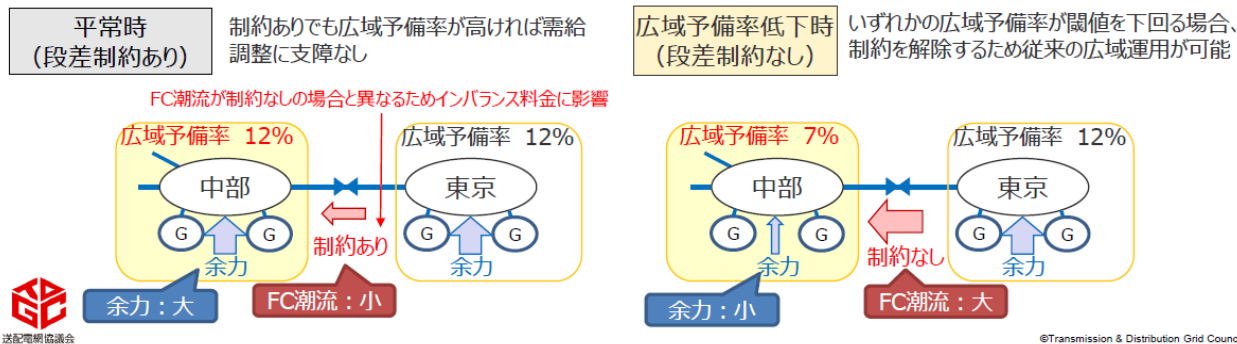 平常時
(段差制約あり)
制約ありでも広域予備率が高ければ需給
調整に支障なし
FC潮流が制約なしの場合と異なるためインバランス料金に影響
広域予備率 12%
広域予備率 12%
中部
東京
G
G
G
G
制約あり
余力
余力
余力：大
FC潮流：小
広域予備率低下時
(段差制約なし)
いずれかの広域予備率が閾値を下回る場合、
制約を解除するため従来の広域運用が可能
広域予備率 7%
広域予備率 12%
中部
東京
G
G
G
G
制約なし
余力
余力
余力：小
FC潮流：大
TDGC
送配電網協議会
©Transmission & Distribution Grid Counc